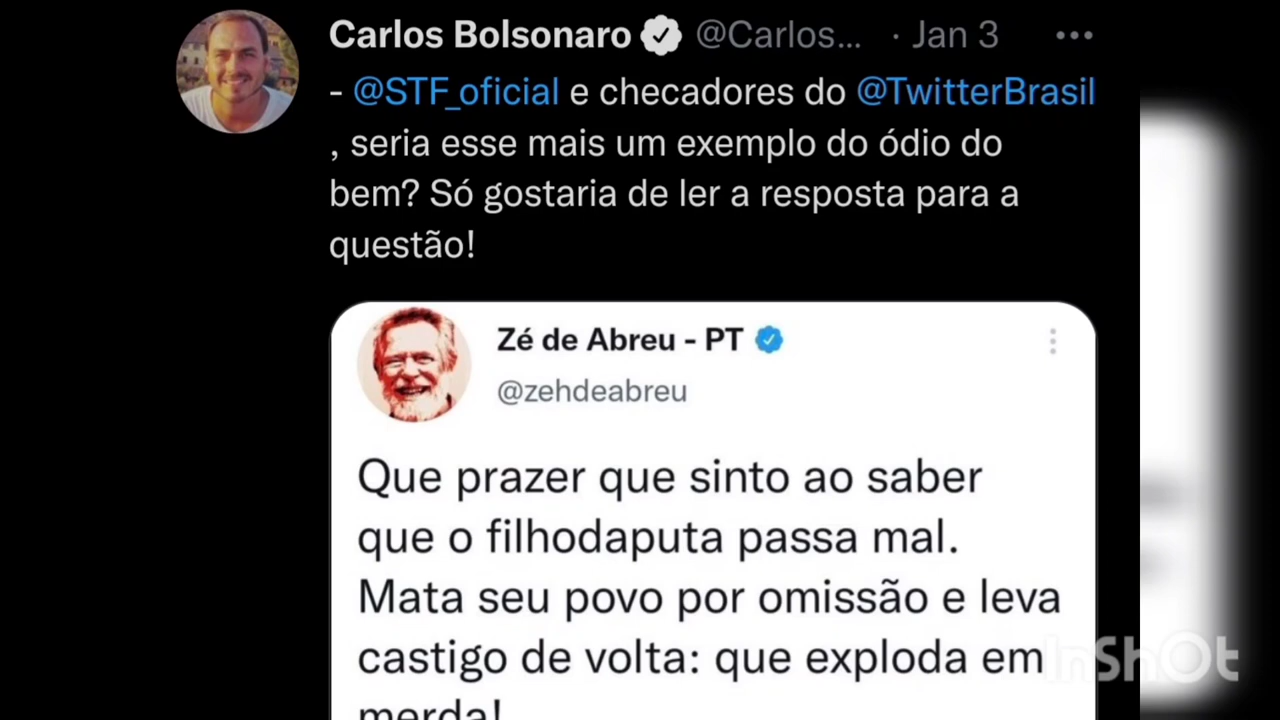 Carlos Bolsonaro @Carlos... · Jan 3
- @STF_oficial e checadores do @TwitterBrasil
, seria esse mais um exemplo do ódio do
bem? Só gostaria de ler a resposta para a
questão!
Zé de Abreu - PT
@zehdeabreu
Que prazer que sinto ao saber
que o filhodaputa passa mal.
Mata seu povo por omissão e leva
castigo de volta: que exploda em
merda!
InShOt